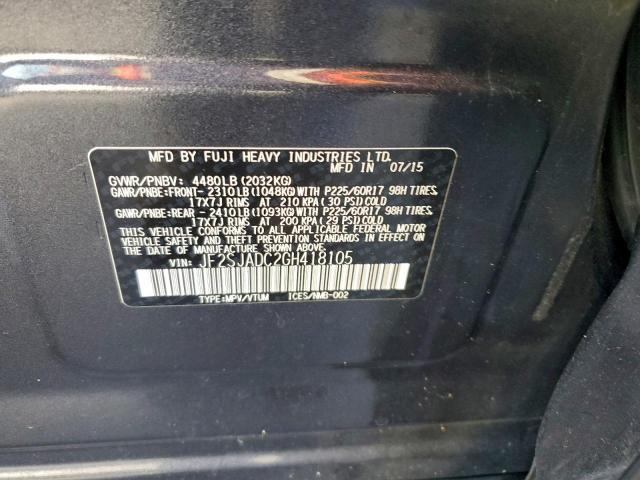 MFD BY FUJI HEAVY INDUSTRIES LTD.
MFD IN 07/15
GVWR/PNBV: 4480LB (2032KG)
GAWR/PNBE:FRONT- 2310LB (1048KG) WITH P225/60R17 98H TIRES,
17X7J RIMS AT 210 KPA (30 PSI) COLD
GAWR/PNBE:REAR - 2410LB (1093KG) WITH P225/60R17 98H TIRES,
17X7J RIMS AT 200 KPA (29 PSI) COLD
THIS VEHICLE CONFORMS TO ALL APPLICABLE FEDERAL MOTOR
VEHICLE SAFETY AND THEFT PREVENTION STANDARDS IN EFFECT ON
THE DATE OF MANUFACTURE SHOWN ABOVE.
VIN: JF2SJADC2GH418105
TYPE:MPV/VTUM ICES/NMB-002